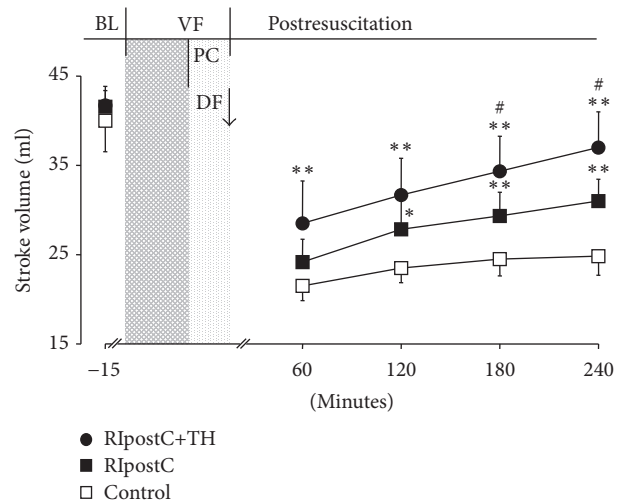 BL VF Postresuscitation
PC
DF
45
35
25
15
Stroke volume (ml)
#
#
**
**
**
**
**
**
*
−15 60 120 180 240
(Minutes)
RIpostC+TH
RIpostC
Control